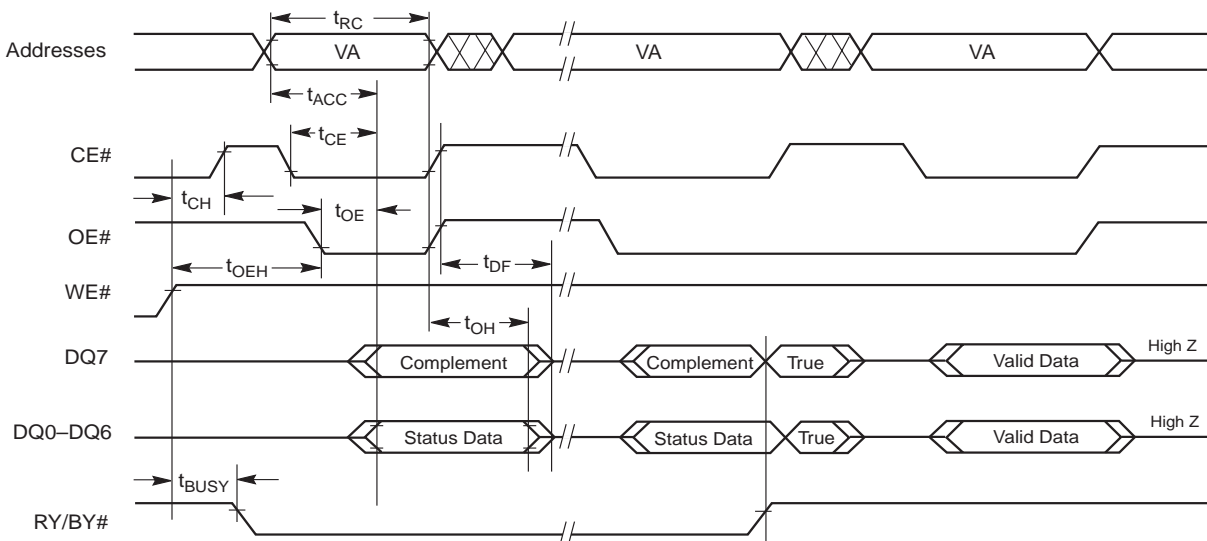 tRC
Addresses VA VA VA
tACC
tCE
CE#
tCH
tOE
OE#
tOEH tDF
WE#
tOH
DQ7 Complement Complement True Valid Data High Z
DQ0–DQ6 Status Data Status Data True Valid Data High Z
tBUSY
RY/BY#